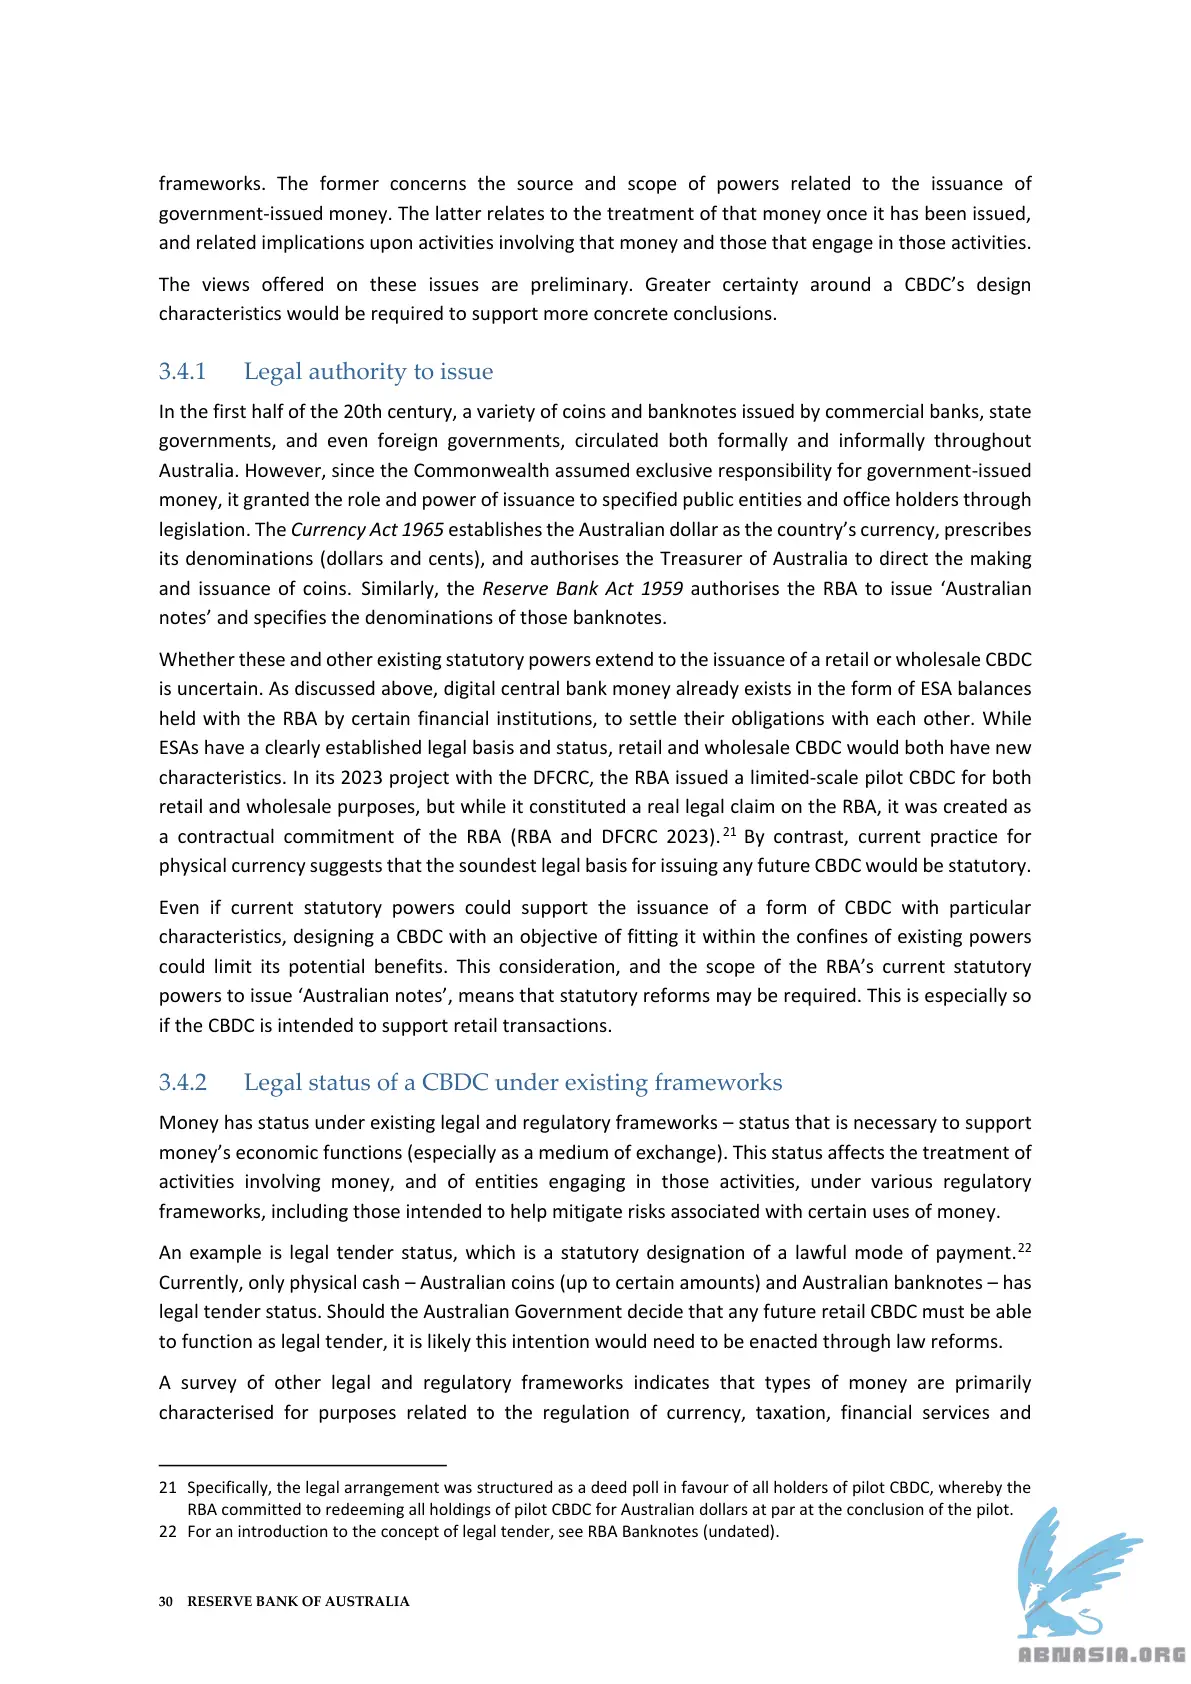 frameworks. The former concerns the source and scope of powers related to the issuance of
government-issued money. The latter relates to the treatment of that money once it has been issued,
and related implications upon activities involving that money and those that engage in those activities.
The views offered on these issues are preliminary. Greater certainty around a CBDC’s design
characteristics would be required to support more concrete conclusions.
3.4.1 Legal authority to issue
In the first half of the 20th century, a variety of coins and banknotes issued by commercial banks, state
governments, and even foreign governments, circulated both formally and informally throughout
Australia. However, since the Commonwealth assumed exclusive responsibility for government-issued
money, it granted the role and power of issuance to specified public entities and office holders through
legislation. The Currency Act 1965 establishes the Australian dollar as the country’s currency, prescribes
its denominations (dollars and cents), and authorises the Treasurer of Australia to direct the making
and issuance of coins. Similarly, the Reserve Bank Act 1959 authorises the RBA to issue ‘Australian
notes’ and specifies the denominations of those banknotes.
Whether these and other existing statutory powers extend to the issuance of a retail or wholesale CBDC
is uncertain. As discussed above, digital central bank money already exists in the form of ESA balances
held with the RBA by certain financial institutions, to settle their obligations with each other. While
ESAs have a clearly established legal basis and status, retail and wholesale CBDC would both have new
characteristics. In its 2023 project with the DFCRC, the RBA issued a limited-scale pilot CBDC for both
retail and wholesale purposes, but while it constituted a real legal claim on the RBA, it was created as
a contractual commitment of the RBA (RBA and DFCRC 2023).21 By contrast, current practice for
physical currency suggests that the soundest legal basis for issuing any future CBDC would be statutory.
Even if current statutory powers could support the issuance of a form of CBDC with particular
characteristics, designing a CBDC with an objective of fitting it within the confines of existing powers
could limit its potential benefits. This consideration, and the scope of the RBA’s current statutory
powers to issue ‘Australian notes’, means that statutory reforms may be required. This is especially so
if the CBDC is intended to support retail transactions.
3.4.2 Legal status of a CBDC under existing frameworks
Money has status under existing legal and regulatory frameworks – status that is necessary to support
money’s economic functions (especially as a medium of exchange). This status affects the treatment of
activities involving money, and of entities engaging in those activities, under various regulatory
frameworks, including those intended to help mitigate risks associated with certain uses of money.
An example is legal tender status, which is a statutory designation of a lawful mode of payment.22
Currently, only physical cash – Australian coins (up to certain amounts) and Australian banknotes – has
legal tender status. Should the Australian Government decide that any future retail CBDC must be able
to function as legal tender, it is likely this intention would need to be enacted through law reforms.
A survey of other legal and regulatory frameworks indicates that types of money are primarily
characterised for purposes related to the regulation of currency, taxation, financial services and
21 Specifically, the legal arrangement was structured as a deed poll in favour of all holders of pilot CBDC, whereby the
RBA committed to redeeming all holdings of pilot CBDC for Australian dollars at par at the conclusion of the pilot.
22 For an introduction to the concept of legal tender, see RBA Banknotes (undated).
30 RESERVE BANK OF AUSTRALIA
ABNASIA.ORG